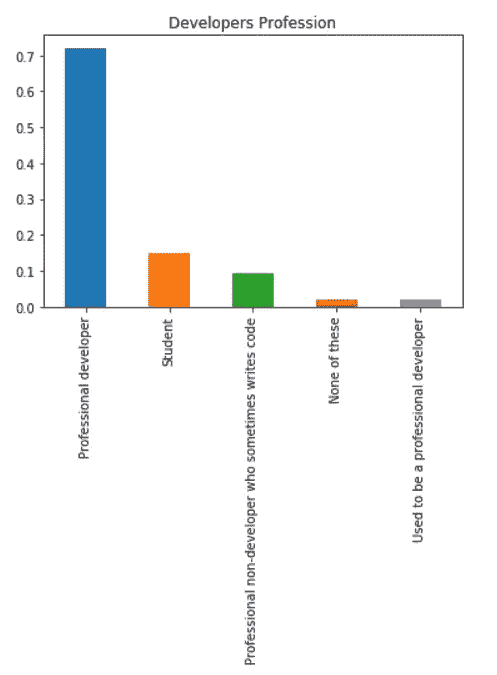 Developers Profession
0.7
0.6
0.5
0.4
0.3
0.2
0.1
0.0
Professional developer
Student
Professional non-developer who sometimes writes code
None of these
Used to be a professional developer